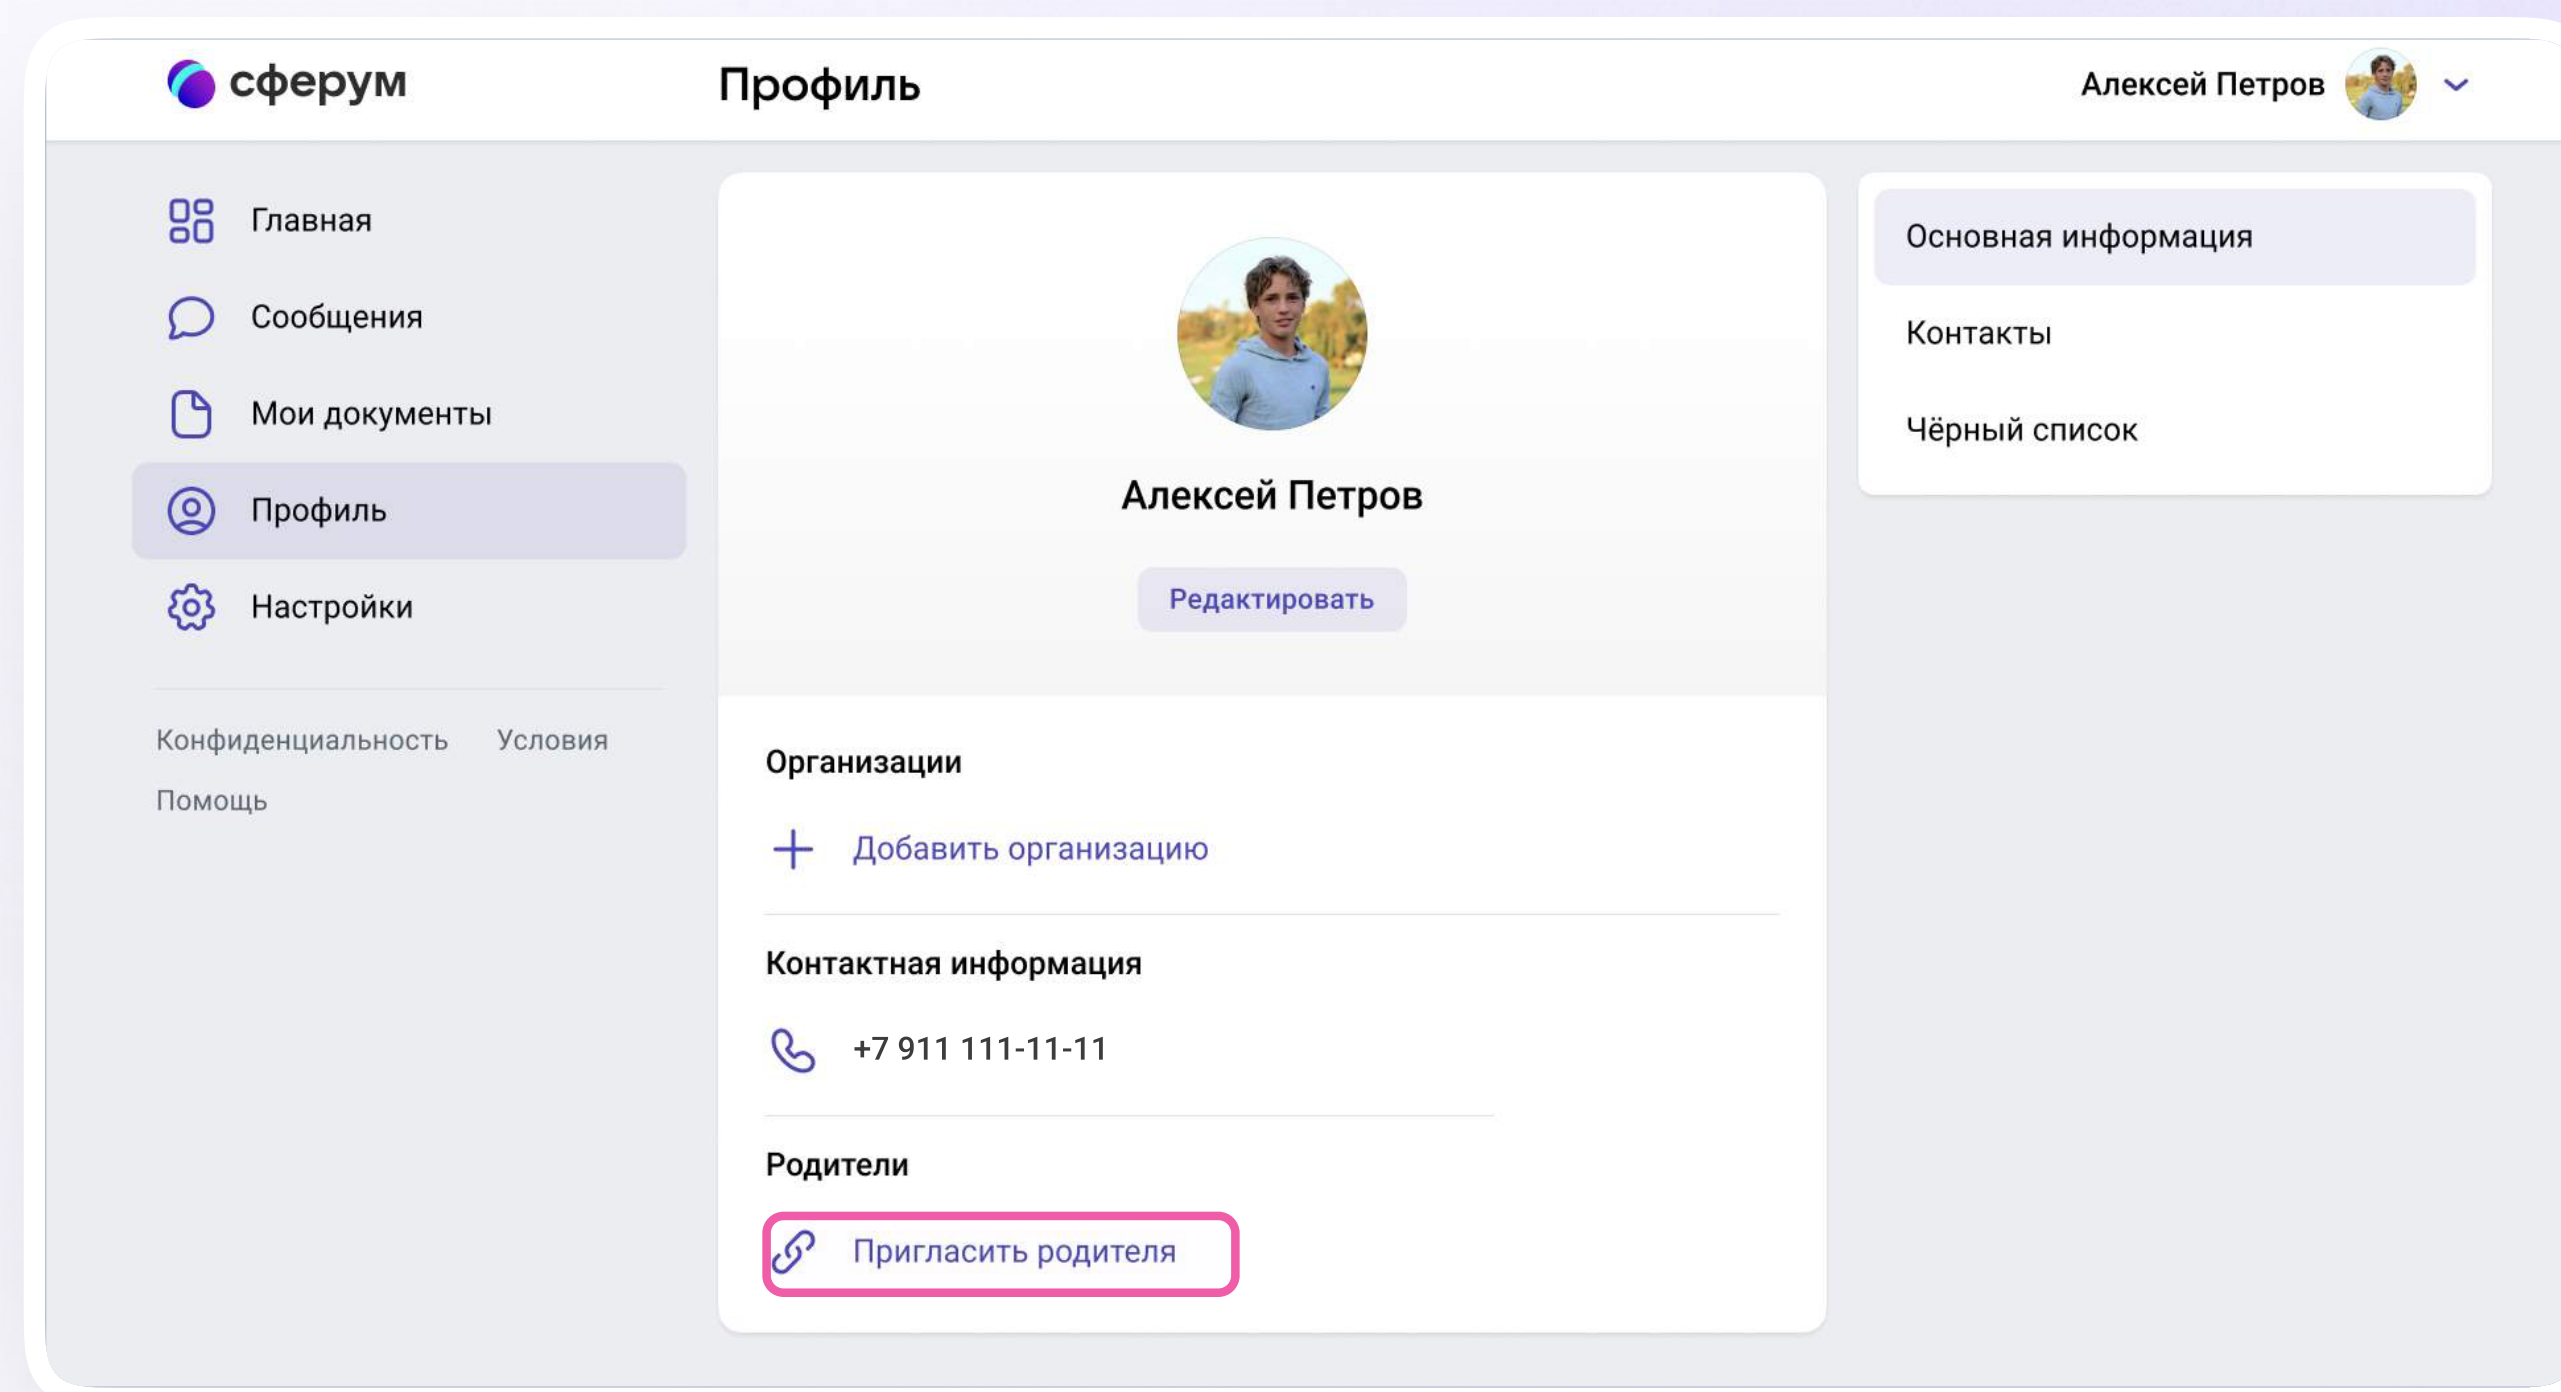 сферум
Профиль
Алексей Петров
Главная
Сообщения
Мои документы
Профиль
Настройки
Конфиденциальность Условия
Помощь
Алексей Петров
Редактировать
Организации
Добавить организацию
Контактная информация
+7 911 111-11-11
Родители
Пригласить родителя
Основная информация
Контакты
Чёрный список